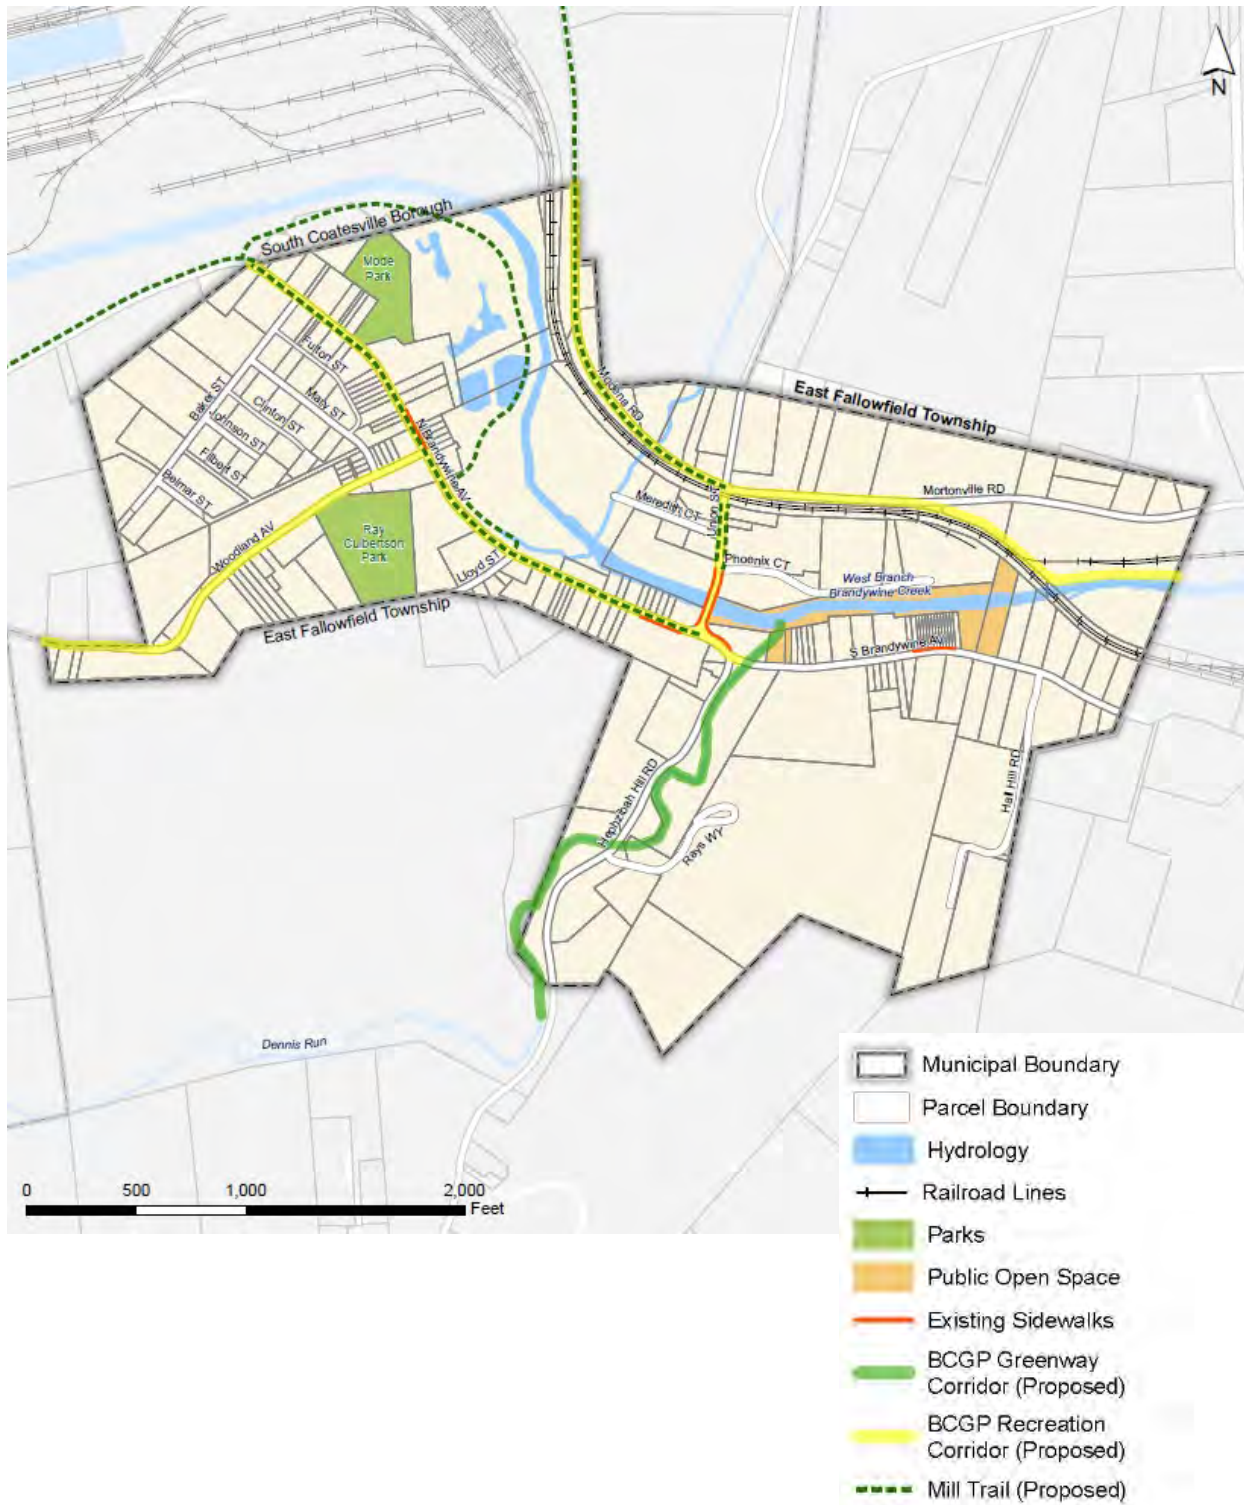 N
South Coatesville Borough
Mode
Park
Fulton ST
Modena RD
East Fallowfield Township
Baker ST
Mary ST
Clinton ST
Johnson ST
N Brandywine AV
Filbert ST
Belmar ST
Mortonville RD
Meredith CT
Union ST
Woodland AV
Ray
Culbertson
Park
Lloyd ST
Phoenix CT
West Branch
Brandywine Creek
East Fallowfield Township
S Brandywine AV
Hephzibah Hill RD
Hall Hill RD
Rays WY
Dennis Run
0 500 1,000 2,000
Feet
Municipal Boundary
Parcel Boundary
Hydrology
Railroad Lines
Parks
Public Open Space
Existing Sidewalks
BCGP Greenway
Corridor (Proposed)
BCGP Recreation
Corridor (Proposed)
Mill Trail (Proposed)